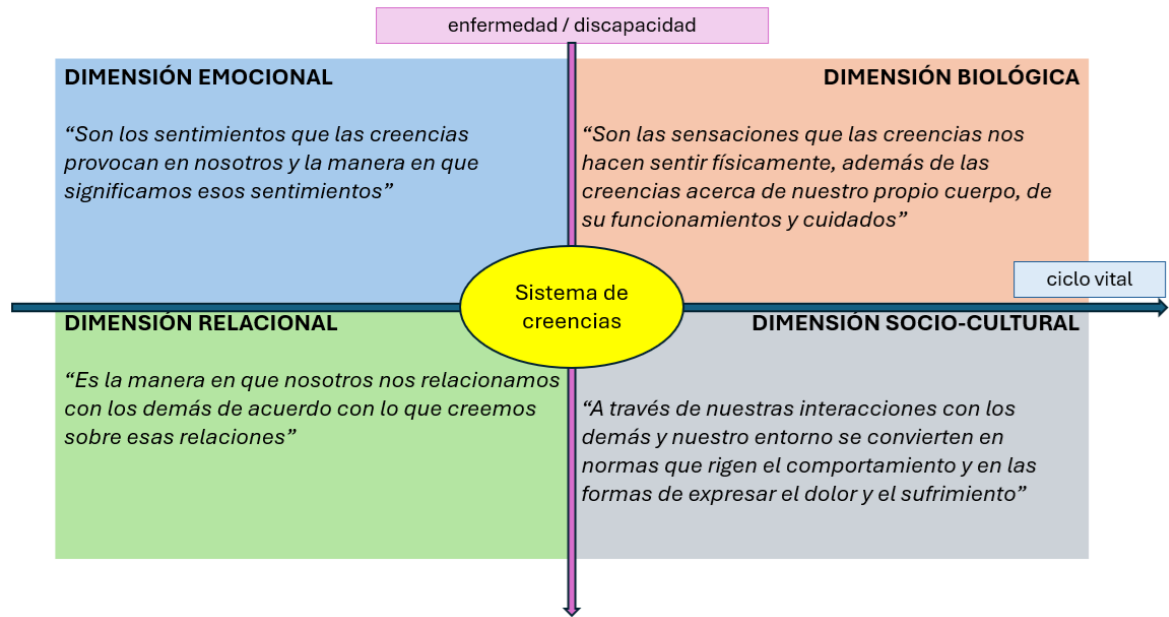 enfermedad / discapacidad
DIMENSIÓN EMOCIONAL
“Son los sentimientos que las creencias
provocan en nosotros y la manera en que
significamos esos sentimientos”
DIMENSIÓN BIOLÓGICA
“Son las sensaciones que las creencias nos
hacen sentir físicamente, además de las
creencias acerca de nuestro propio cuerpo, de
su funcionamientos y cuidados”
ciclo vital
Sistema de
creencias
DIMENSIÓN RELACIONAL
“Es la manera en que nosotros nos relacionamos
con los demás de acuerdo con lo que creemos
sobre esas relaciones”
DIMENSIÓN SOCIO-CULTURAL
“A través de nuestras interacciones con los
demás y nuestro entorno se convierten en
normas que rigen el comportamiento y en las
formas de expresar el dolor y el sufrimiento”